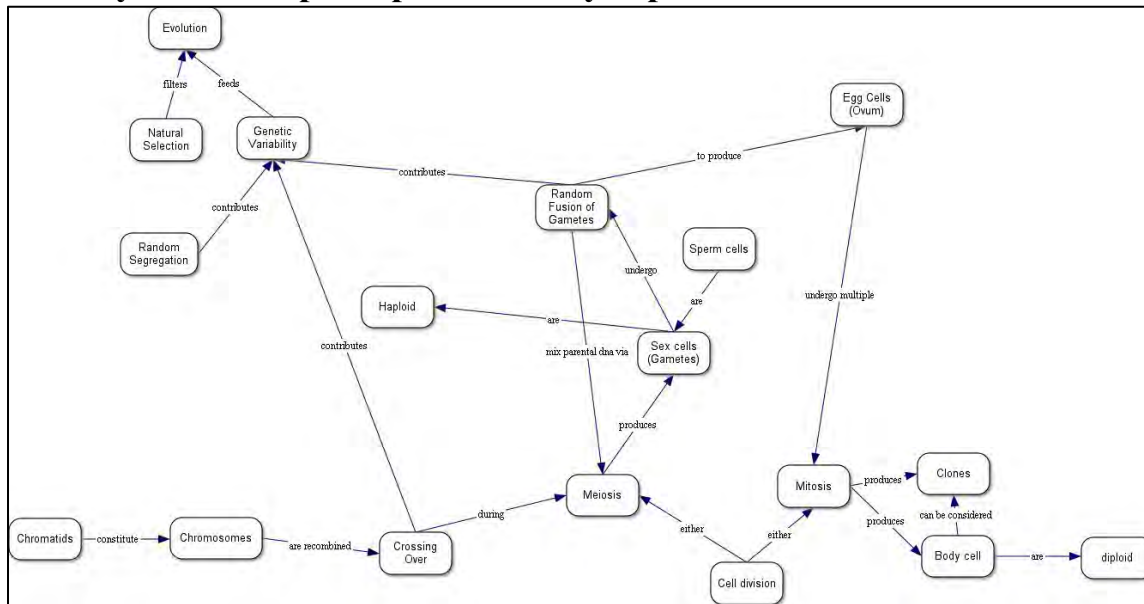 Evolution
filters
feeds
Egg Cells
(Ovum)
Natural
Selection
Genetic
Variability
to produce
contributes
Random
Fusion of
Gametes
contributes
Random
Segregation
Sperm cells
undergo
are
undergo multiple
Haploid
are
Sex cells
(Gametes)
mix parental dna via
contributes
produces
Meiosis
Mitosis
produces
Clones
can be considered
produces
during
either
either
Chromatids
constitute
Chromosomes
are recombined
Crossing
Over
Body cell
are
diploid
Cell division